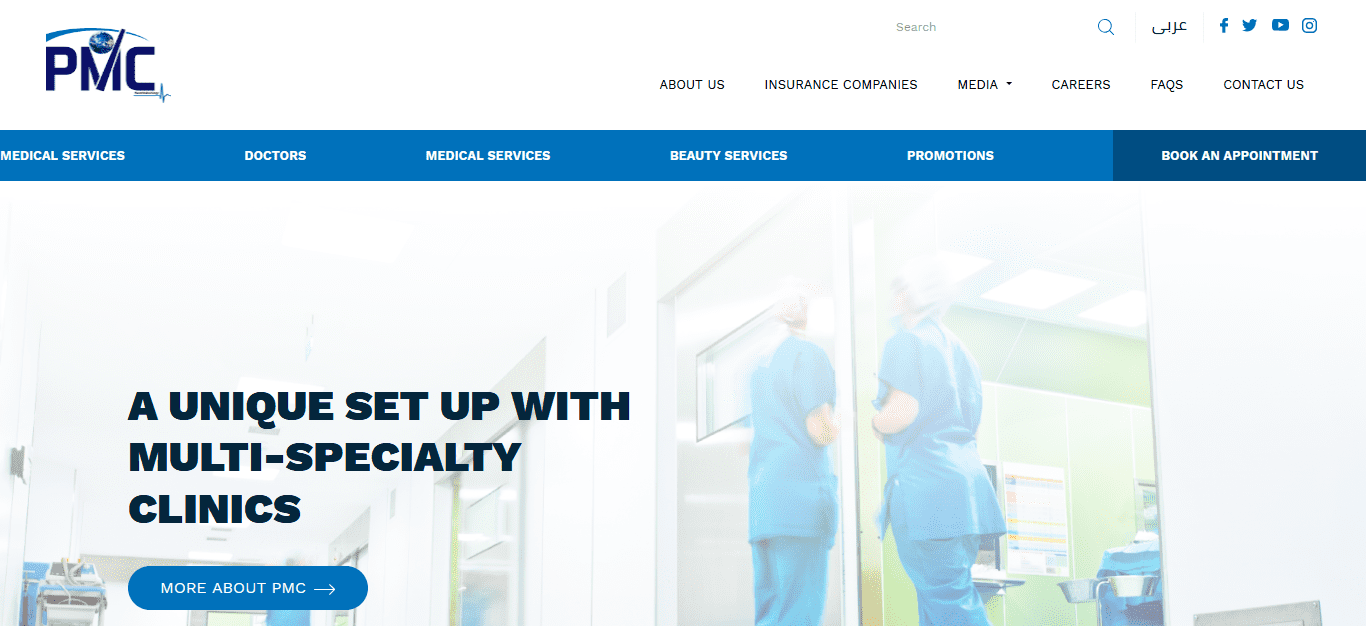 PMC
Search
عربى
ABOUT US
INSURANCE COMPANIES
MEDIA
CAREERS
FAQS
CONTACT US
MEDICAL SERVICES
DOCTORS
MEDICAL SERVICES
BEAUTY SERVICES
PROMOTIONS
BOOK AN APPOINTMENT
A UNIQUE SET UP WITH
MULTI-SPECIALTY
CLINICS
MORE ABOUT PMC